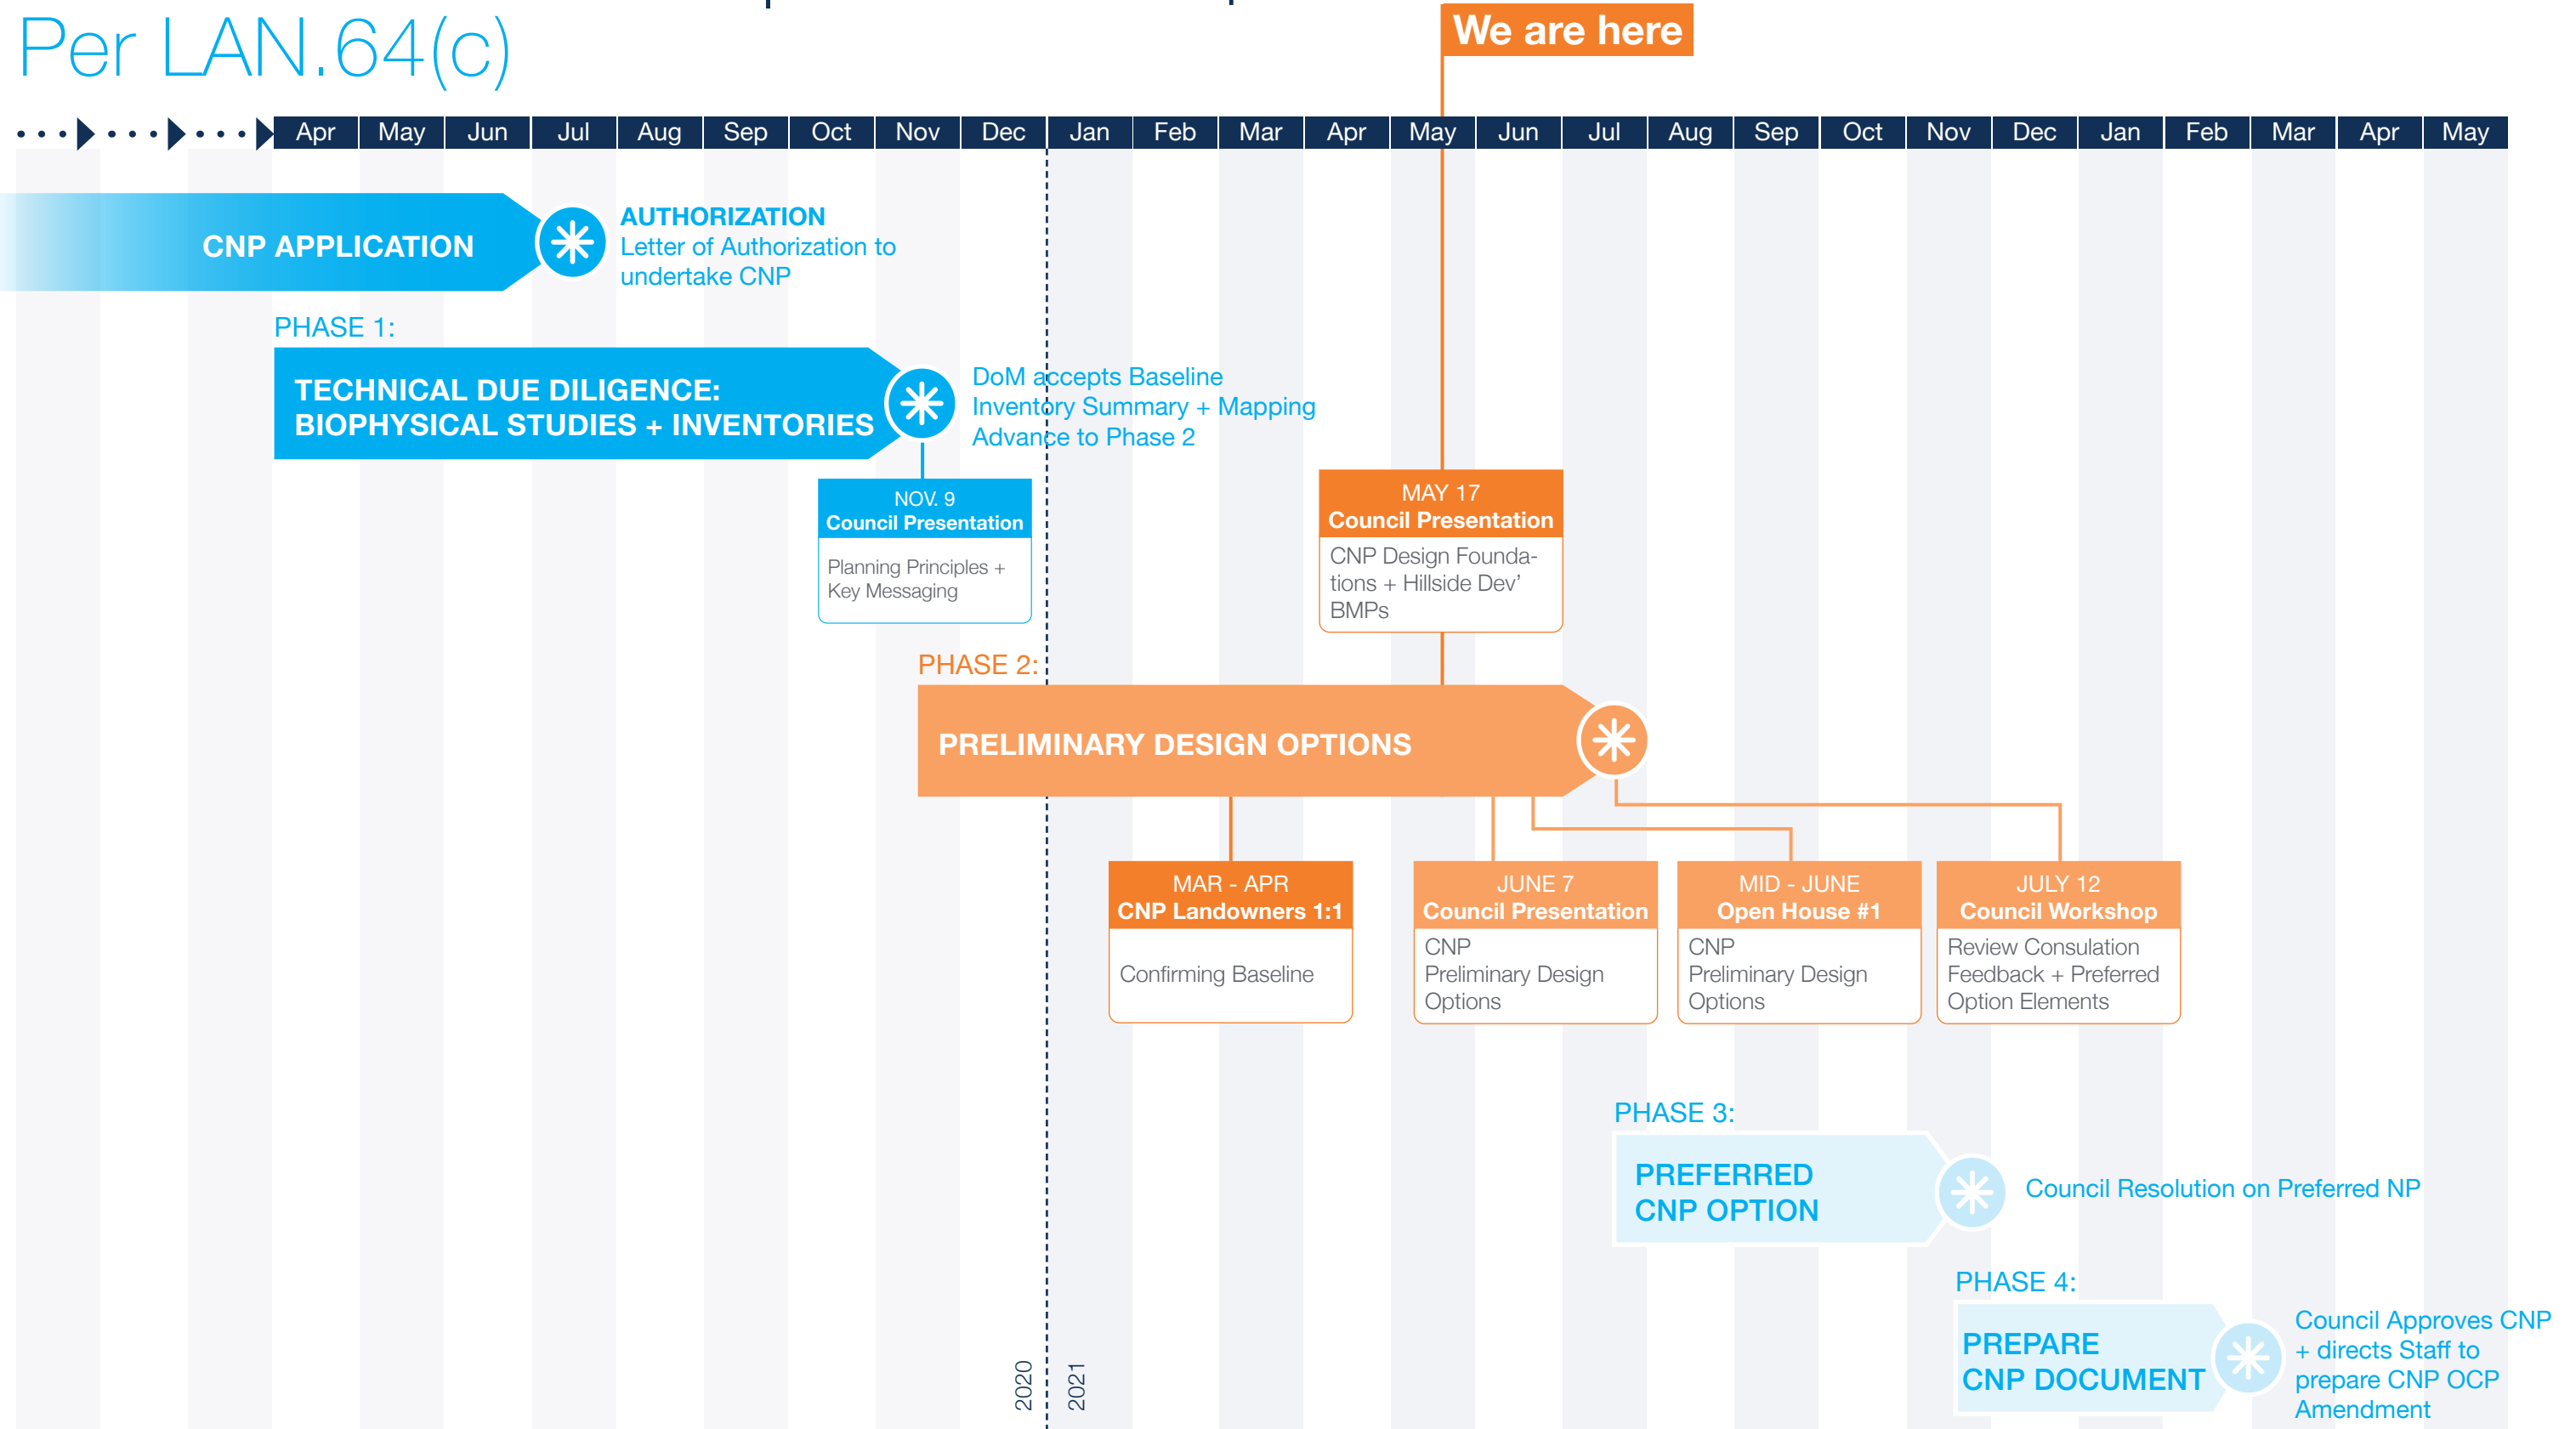 Per LAN.64(c)
We are here
Apr May Jun Jul Aug Sep Oct Nov Dec Jan Feb Mar Apr May Jun Jul Aug Sep Oct Nov Dec Jan Feb Mar Apr May
CNP APPLICATION
AUTHORIZATION
Letter of Authorization to
undertake CNP
PHASE 1:
TECHNICAL DUE DILIGENCE:
BIOPHYSICAL STUDIES + INVENTORIES
DoM accepts Baseline
Inventory Summary + Mapping
Advance to Phase 2
NOV. 9
Council Presentation
Planning Principles +
Key Messaging
MAY 17
Council Presentation
CNP Design Founda-
tions + Hillside Dev’
BMPs
PHASE 2:
PRELIMINARY DESIGN OPTIONS
MAR - APR
CNP Landowners 1:1
Confirming Baseline
JUNE 7
Council Presentation
CNP
Preliminary Design
Options
MID - JUNE
Open House #1
CNP
Preliminary Design
Options
JULY 12
Council Workshop
Review Consulation
Feedback + Preferred
Option Elements
PHASE 3:
PREFERRED
CNP OPTION
Council Resolution on Preferred NP
PHASE 4:
PREPARE
CNP DOCUMENT
Council Approves CNP
+ directs Staff to
prepare CNP OCP
Amendment
2020
2021